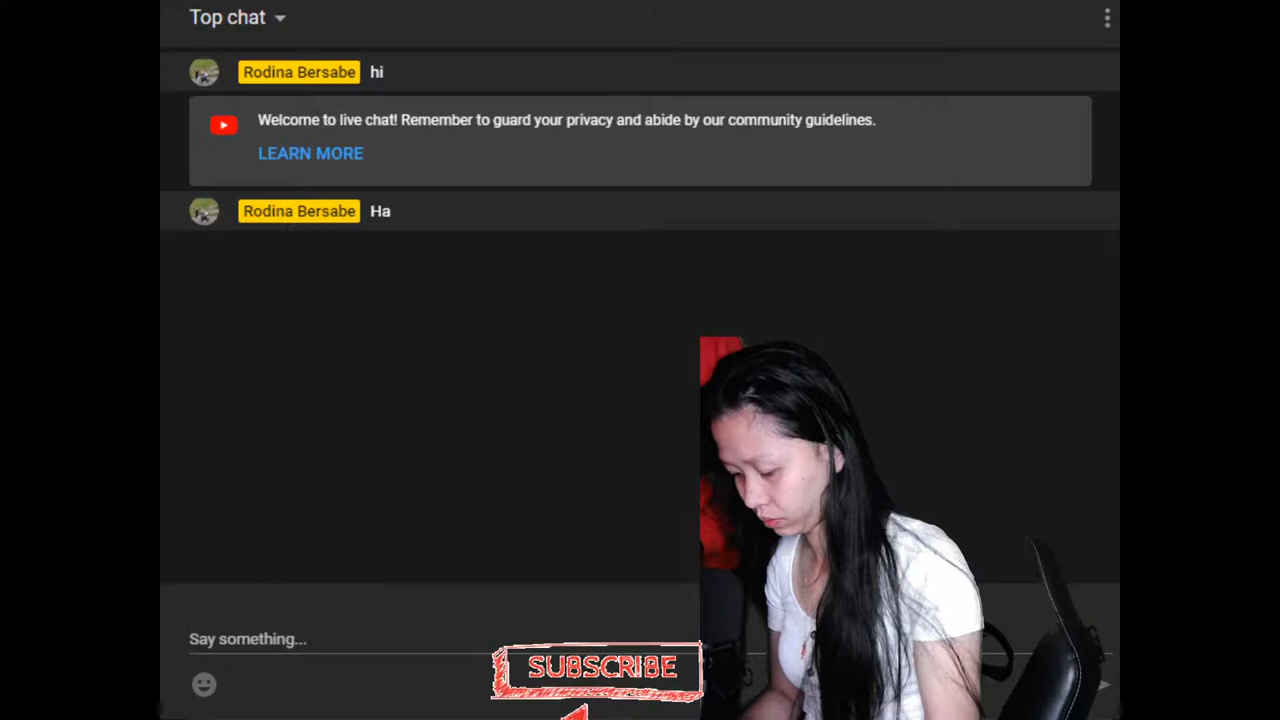 Top chat
Rodina Bersabe hi
Welcome to live chat! Remember to guard your privacy and abide by our community guidelines.
LEARN MORE
Rodina Bersabe Ha
Say something...
SUBSCRIBE